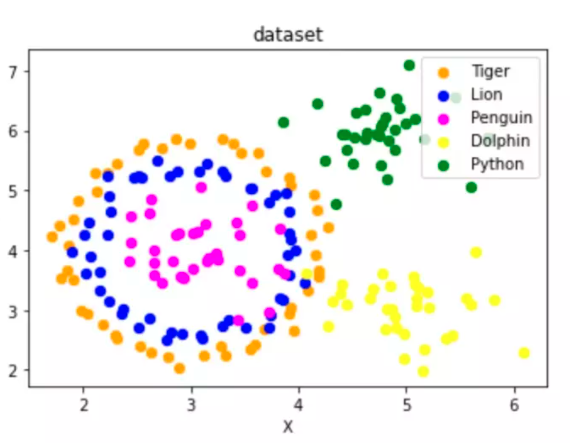 dataset
7
6
5
4
3
2
2 3 4 5 6
X
Tiger
Lion
Penguin
Dolphin
Python